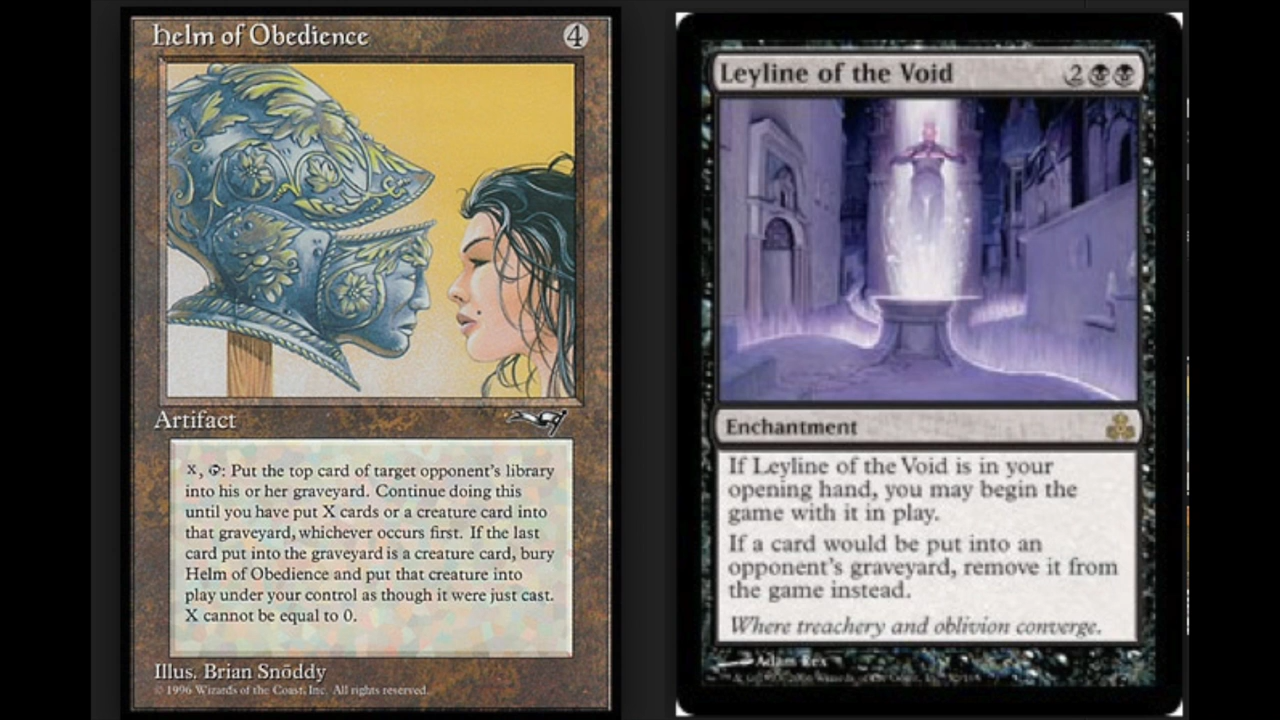 Helm of Obedience 4
Artifact
X, T: Put the top card of target opponent's library
into his or her graveyard. Continue doing this
until you have put X cards or a creature card into
that graveyard, whichever occurs first. If the last
card put into the graveyard is a creature card, bury
Helm of Obedience and put that creature into
play under your control as though it were just cast.
X cannot be equal to 0.
Illus. Brian Snöddy
© 1996 Wizards of the Coast, Inc. All rights reserved.
Leyline of the Void 2
Enchantment
If Leyline of the Void is in your
opening hand, you may begin the
game with it in play.
If a card would be put into an
opponent's graveyard, remove it from
the game instead.
Where treachery and oblivion converge.
Adam Rex